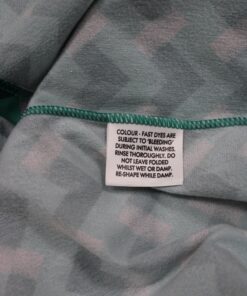 COLOUR - FAST DYES ARE
SUBJECT TO 'BLEEDING'
DURING INITIAL WASHES.
RINSE THOROUGHLY. DO
NOT LEAVE FOLDED
WHILST WET OR DAMP.
RE-SHAPE WHILE DAMP.